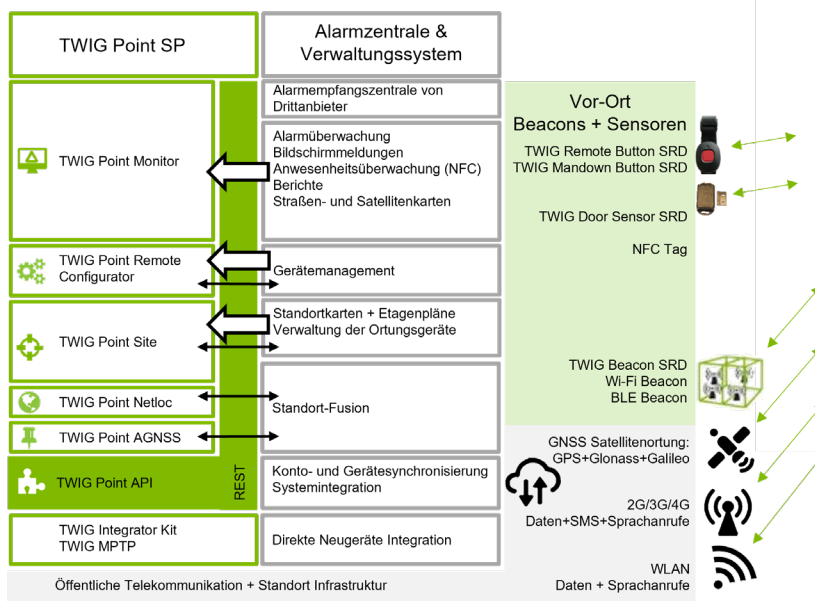 TWIG Point SP
Alarmzentrale &
Verwaltungssystem
TWIG Point Monitor
TWIG Point Remote
Configurator
TWIG Point Site
TWIG Point Netloc
TWIG Point AGNSS
TWIG Point API
REST
TWIG Integrator Kit
TWIG MPTP
Alarmempfangszentrale von
Drittanbieter
Alarmüberwachung
Bildschirmmeldungen
Anwesenheitsüberwachung (NFC)
Berichte
Straßen- und Satellitenkarten
Gerätemanagement
Standortkarten + Etagenpläne
Verwaltung der Ortungsgeräte
Standort-Fusion
Konto- und Gerätesynchronisierung
Systemintegration
Direkte Neugeräte Integration
Vor-Ort
Beacons + Sensoren
TWIG Remote Button SRD
TWIG Mandown Button SRD
TWIG Door Sensor SRD
NFC Tag
TWIG Beacon SRD
Wi-Fi Beacon
BLE Beacon
GNSS Satellitenortung:
GPS+Glonass+Galileo
2G/3G/4G
Daten+SMS+Sprachanrufe
WLAN
Daten + Sprachanrufe
Öffentliche Telekommunikation + Standort Infrastruktur